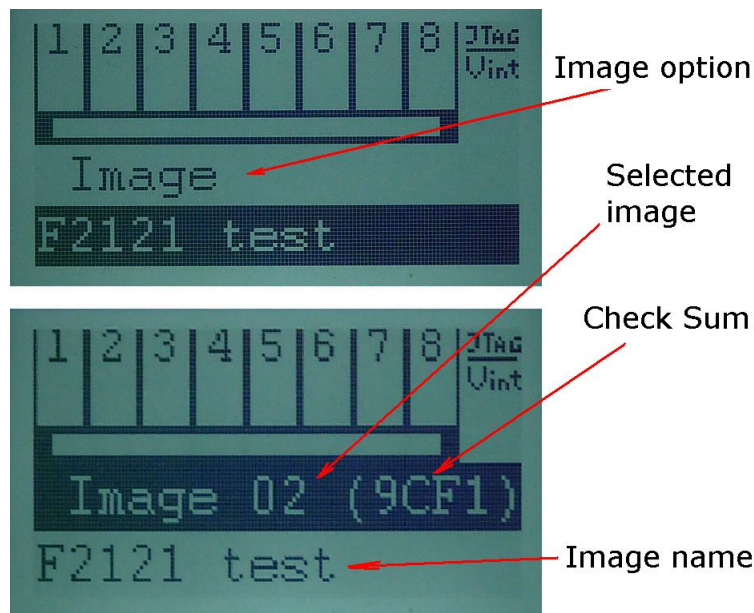 1 2 3 4 5 6 7 8 JTAG
Vint
Image option
Image
F2121 test
Selected
image
Check Sum
1 2 3 4 5 6 7 8 JTAG
Vint
Image 02 (9CF1)
F2121 test
Image name